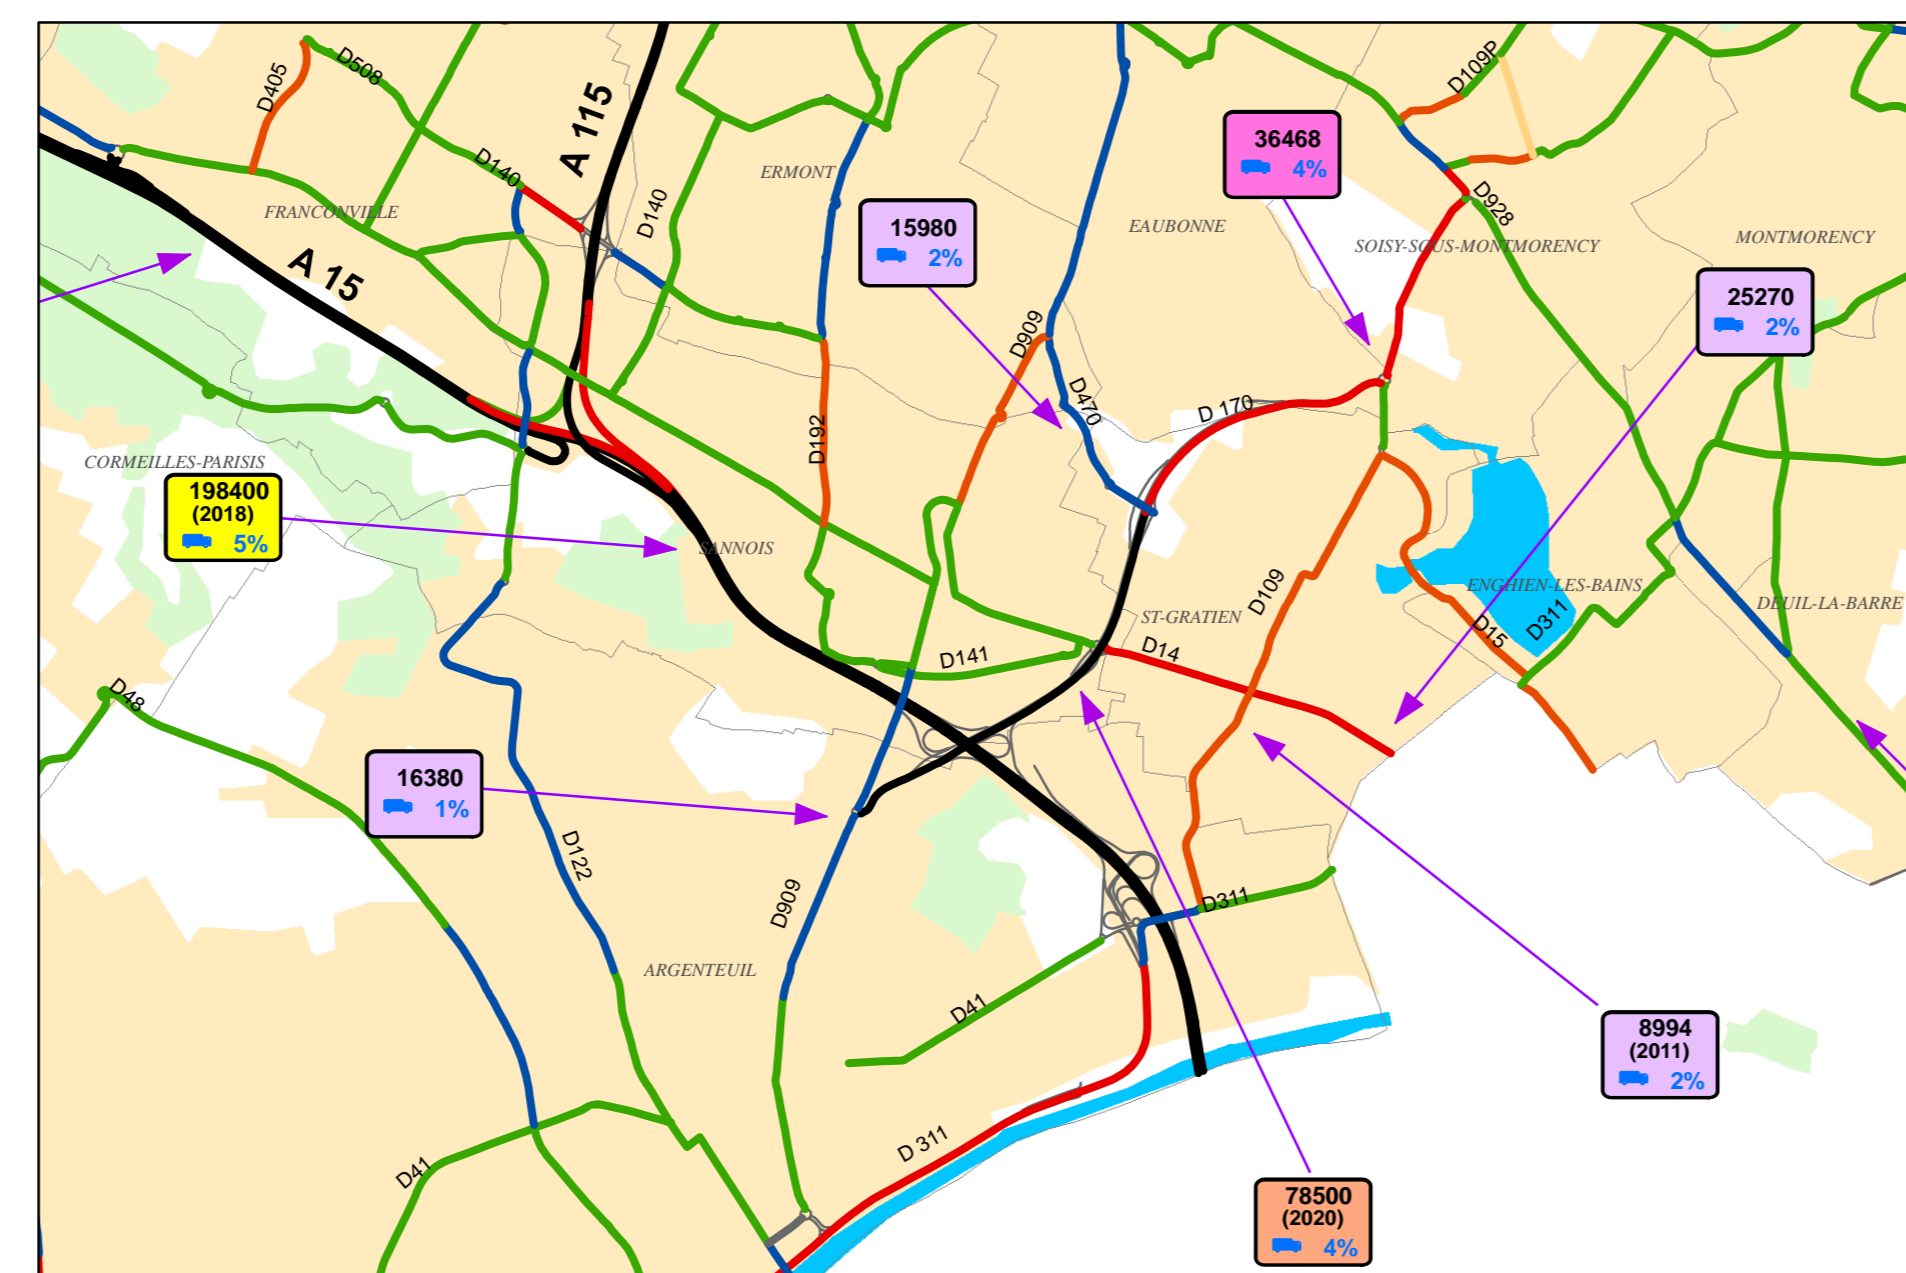 D405
D508
A 115
D109P
36468
4%
D140
ERMONT
D928
FRANCONVILLE
D140
15980
2%
EAUBONNE
SOISY-SOUS-MONTMORENCY
MONTMORENCY
A 15
25270
2%
D909
D470
D 170
D192
CORMEILLES-PARISIS
198400
(2018)
5%
SANNOIS
D109
ENGHIEN-LES-BAINS
DEUIL-LA-BARRE
ST-GRATIEN
D311
D15
D141
D14
D48
16380
1%
D122
D909
D311
ARGENTEUIL
D41
8994
(2011)
2%
D 311
D41
78500
(2020)
4%